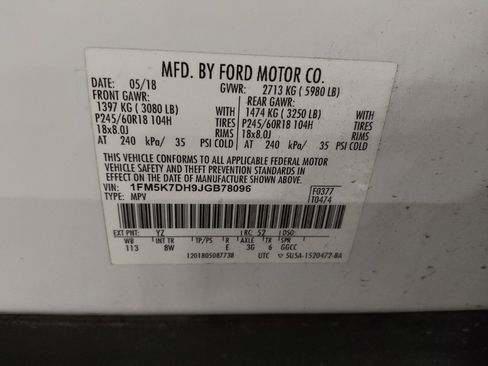 MFD. BY FORD MOTOR CO.
DATE: 05/18 GVWR: 2713 KG ( 5980 LB)
FRONT GAWR: REAR GAWR:
1397 KG ( 3080 LB) WITH 1474 KG ( 3250 LB) WITH
P245/60R18 104H TIRES P245/60R18 104H TIRES
18x8.0J RIMS 18x8.0J RIMS
AT 240 kPa/ 35 PSI COLD AT 240 kPa/ 35 PSI COLD
THIS VEHICLE CONFORMS TO ALL APPLICABLE FEDERAL MOTOR
VEHICLE SAFETY AND THEFT PREVENTION STANDARDS IN
EFFECT ON THE DATE OF MANUFACTURE SHOWN ABOVE.
VIN: 1FM5K7DH9JGB78096 F0377
TYPE: MPV T0474
EXT PNT: YZ RC: 52 DSO:
WB INT TR TP/PS R AXLE TR SPR
113 8W E 3G 6 GGCC
1201805087738 UTC 5U5A-1520472-BA